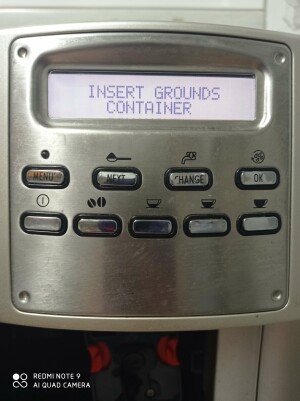 INSERT GROUNDS
CONTAINER
MENU NEXT CHANGE OK
REDMI NOTE 9
AI QUAD CAMERA